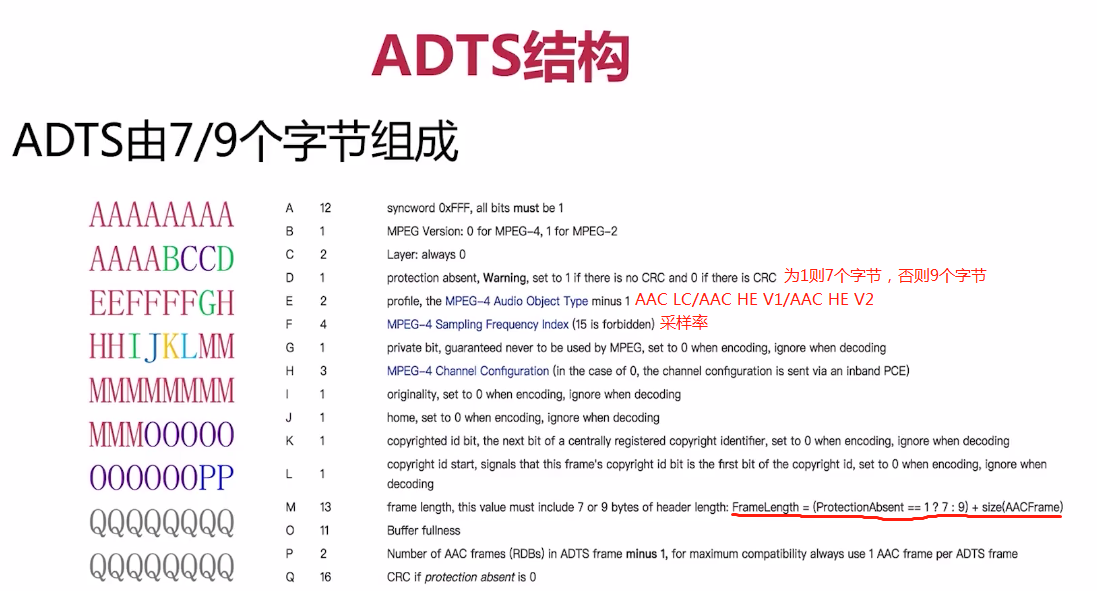 ADTS结构
ADTS由7/9个字节组成
AAAAAAAA
AAAABCCD
EEFFFFGH
HHIJKLMM
MMMMMMMM
MMMOOOOO
OOOOOOPP
QQQQQQQQ
QQQQQQQQ
A 12 syncword 0xFFF, all bits must be 1
B 1 MPEG Version: 0 for MPEG-4, 1 for MPEG-2
C 2 Layer: always 0
D 1 protection absent, Warning, set to 1 if there is no CRC and 0 if there is CRC 为1则7个字节，否则9个字节
E 2 profile, the MPEG-4 Audio Object Type minus 1 AAC LC/AAC HE V1/AAC HE V2
F 4 MPEG-4 Sampling Frequency Index (15 is forbidden) 采样率
G 1 private bit, guaranteed never to be used by MPEG, set to 0 when encoding, ignore when decoding
H 3 MPEG-4 Channel Configuration (in the case of 0, the channel configuration is sent via an inband PCE)
I 1 originality, set to 0 when encoding, ignore when decoding
J 1 home, set to 0 when encoding, ignore when decoding
K 1 copyrighted id bit, the next bit of a centrally registered copyright identifier, set to 0 when encoding, ignore when decoding
L 1 copyright id start, signals that this frame's copyright id bit is the first bit of the copyright id, set to 0 when encoding, ignore when
decoding
M 13 frame length, this value must include 7 or 9 bytes of header length: FrameLength = (ProtectionAbsent == 1 ? 7 : 9) + size(AACFrame)
O 11 Buffer fullness
P 2 Number of AAC frames (RDBs) in ADTS frame minus 1, for maximum compatibility always use 1 AAC frame per ADTS frame
Q 16 CRC if protection absent is 0